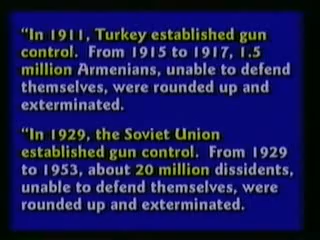 “In 1911, Turkey established gun
control.  From 1915 to 1917, 1.5
million Armenians, unable to defend
themselves, were rounded up and
exterminated.
“In 1929, the Soviet Union
established gun control.  From 1929
to 1953, about 20 million dissidents,
unable to defend themselves, were
rounded up and exterminated.